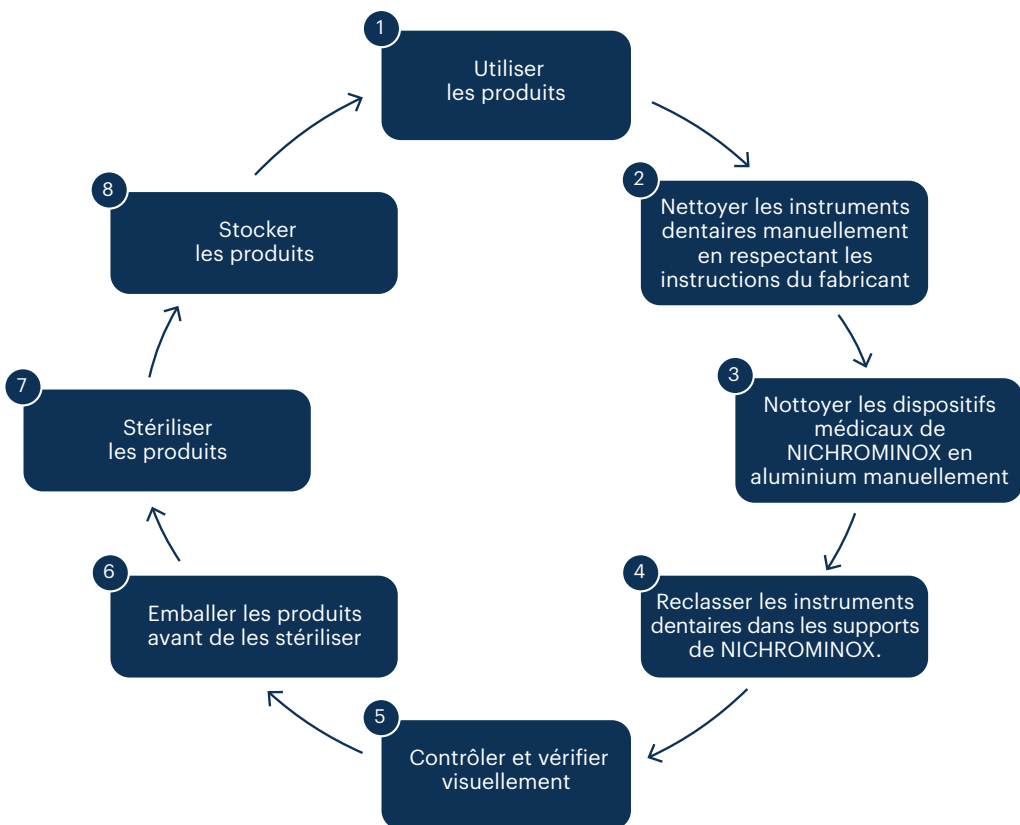 1
Utiliser
les produits
2
Nettoyer les instruments
dentaires manuellement
en respectant les
instructions du fabricant
3
Nottoyer les dispositifs
médicaux de
NICHROMINOX en
aluminium manuellement
4
Reclasser les instruments
dentaires dans les supports
de NICHROMINOX.
5
Contrôler et vérifier
visuellement
6
Emballer les produits
avant de les stériliser
7
Stériliser
les produits
8
Stocker
les produits